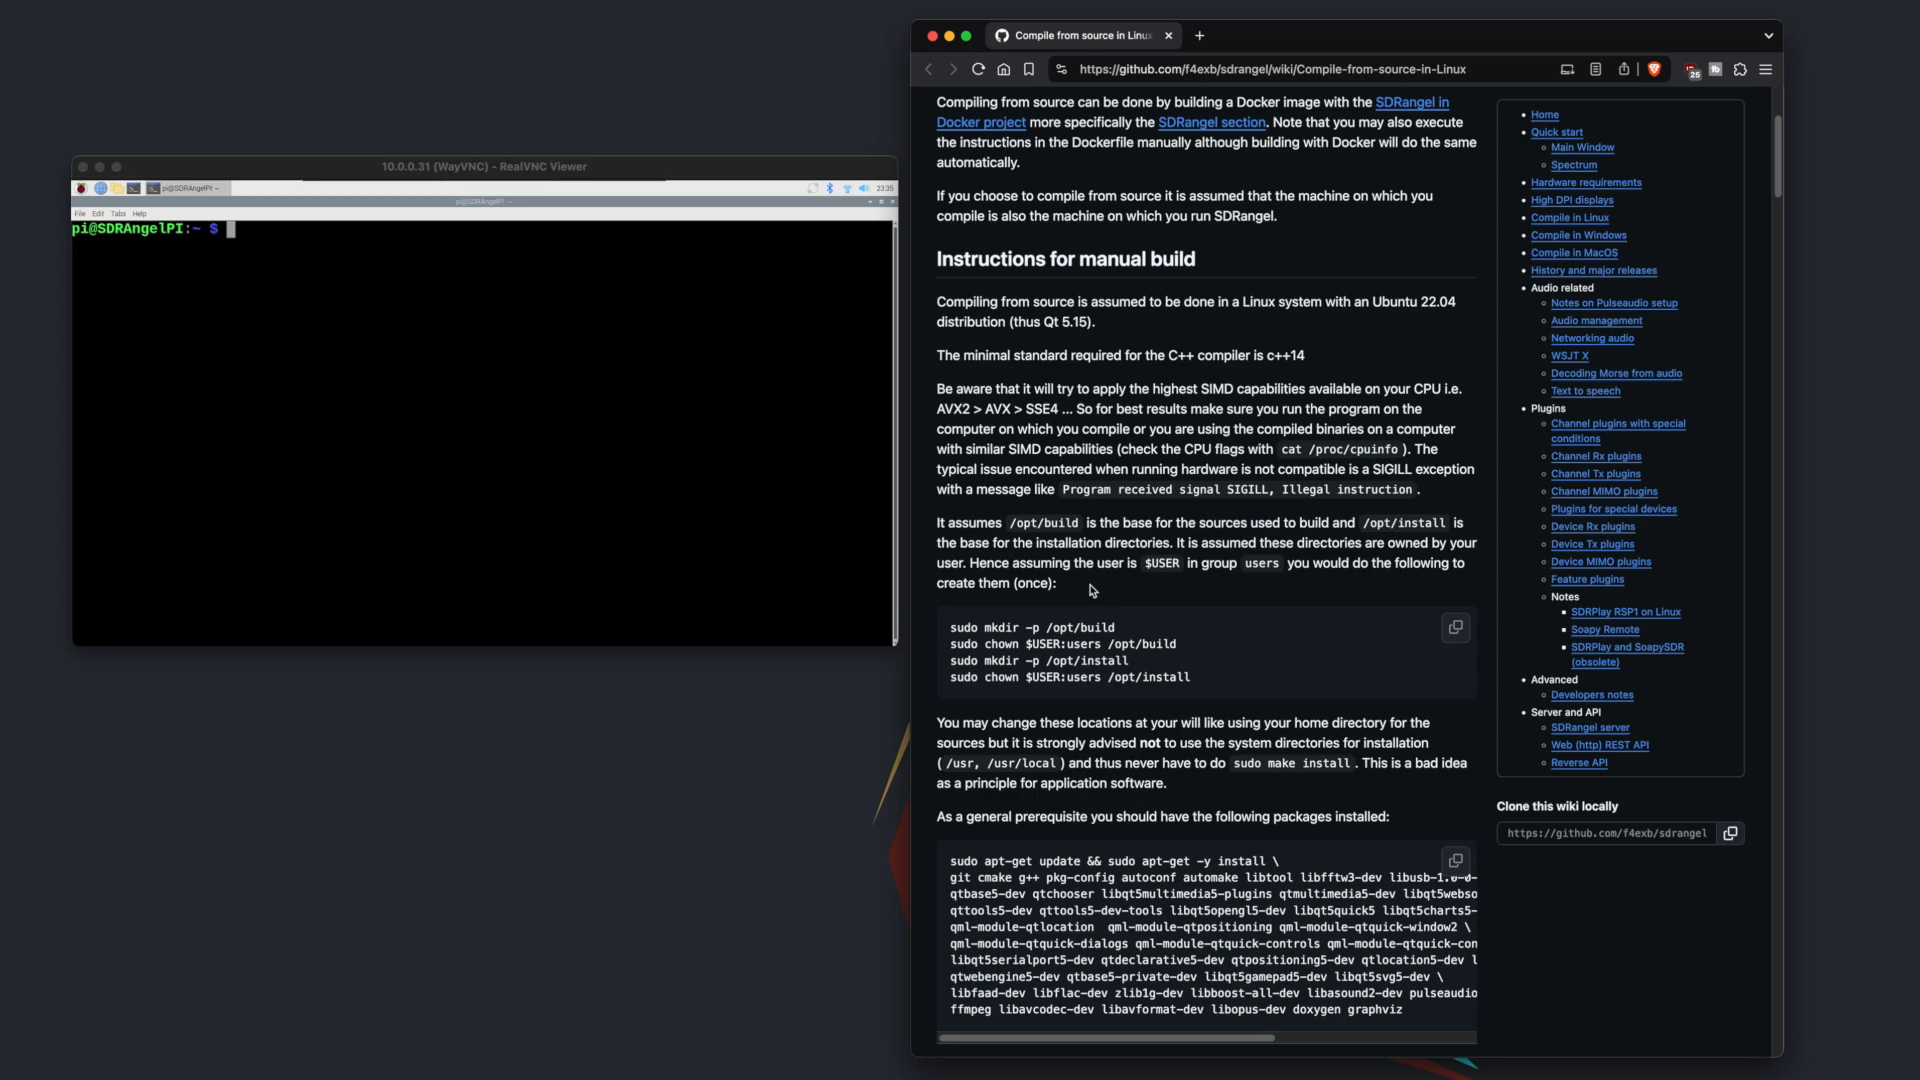 10.0.0.31 (WayVNC) - RealVNC Viewer
pi@SDRAngelPI: ~
23:35
pi@SDRAngelPI: ~
File Edit Tabs Help
pi@SDRAngelPI:~ $
Compile from source in Linu
https://github.com/f4exb/sdrangel/wiki/Compile-from-source-in-Linux
25
Compiling from source can be done by building a Docker image with the SDRangel in
Docker project more specifically the SDRangel section. Note that you may also execute
the instructions in the Dockerfile manually although building with Docker will do the same
automatically.
If you choose to compile from source it is assumed that the machine on which you
compile is also the machine on which you run SDRangel.
Instructions for manual build
Compiling from source is assumed to be done in a Linux system with an Ubuntu 22.04
distribution (thus Qt 5.15).
The minimal standard required for the C++ compiler is c++14
Be aware that it will try to apply the highest SIMD capabilities available on your CPU i.e.
AVX2 > AVX > SSE4 ... So for best results make sure you run the program on the
computer on which you compile or you are using the compiled binaries on a computer
with similar SIMD capabilities (check the CPU flags with cat /proc/cpuinfo ). The
typical issue encountered when running hardware is not compatible is a SIGILL exception
with a message like Program received signal SIGILL, Illegal instruction .
It assumes /opt/build is the base for the sources used to build and /opt/install is
the base for the installation directories. It is assumed these directories are owned by your
user. Hence assuming the user is $USER in group users you would do the following to
create them (once):
sudo mkdir -p /opt/build
sudo chown $USER:users /opt/build
sudo mkdir -p /opt/install
sudo chown $USER:users /opt/install
You may change these locations at your will like using your home directory for the
sources but it is strongly advised not to use the system directories for installation
( /usr, /usr/local ) and thus never have to do sudo make install . This is a bad idea
as a principle for application software.
As a general prerequisite you should have the following packages installed:
sudo apt-get update && sudo apt-get -y install \
git cmake g++ pkg-config autoconf automake libtool libfftw3-dev libusb-1.0-0-
qtbase5-dev qtchooser libqt5multimedia5-plugins qtmultimedia5-dev libqt5webso
qttools5-dev qttools5-dev-tools libqt5opengl5-dev libqt5quick5 libqt5charts5-
qml-module-qtlocation qml-module-qtpositioning qml-module-qtquick-window2 \
qml-module-qtquick-dialogs qml-module-qtquick-controls qml-module-qtquick-con
libqt5serialport5-dev qtdeclarative5-dev qtpositioning5-dev qtlocation5-dev l
qtwebengine5-dev qtbase5-private-dev libqt5gamepad5-dev libqt5svg5-dev \
libfaad-dev libflac-dev zlib1g-dev libboost-all-dev libasound2-dev pulseaudio
ffmpeg libavcodec-dev libavformat-dev libopus-dev doxygen graphviz
Home
Quick start
Main Window
Spectrum
Hardware requirements
High DPI displays
Compile in Linux
Compile in Windows
Compile in MacOS
History and major releases
Audio related
Notes on Pulseaudio setup
Audio management
Networking audio
WSJT X
Decoding Morse from audio
Text to speech
Plugins
Channel plugins with special
conditions
Channel Rx plugins
Channel Tx plugins
Channel MIMO plugins
Plugins for special devices
Device Rx plugins
Device Tx plugins
Device MIMO plugins
Feature plugins
Notes
SDRPlay RSP1 on Linux
Soapy Remote
SDRPlay and SoapySDR
(obsolete)
Advanced
Developers notes
Server and API
SDRangel server
Web (http) REST API
Reverse API
Clone this wiki locally
https://github.com/f4exb/sdrangel